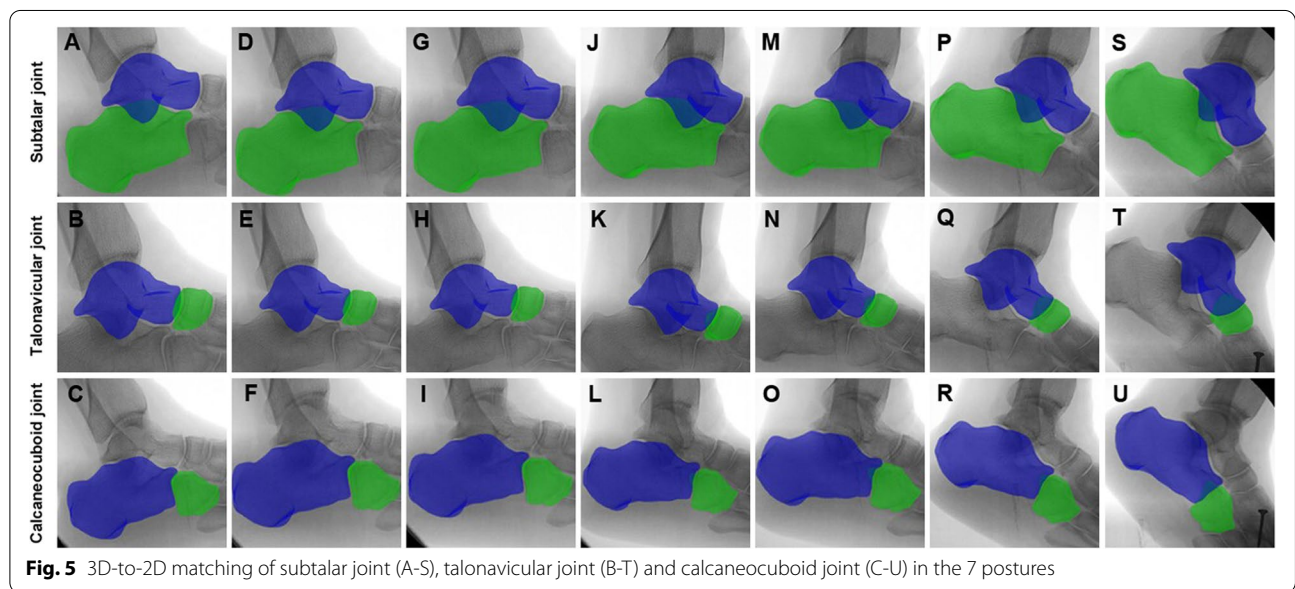 A D G J M P S
Subtalar joint
B E H K N Q T
Talonavicular joint
C F I L O R U
Calcaneocuboid joint
Fig. 5 3D-to-2D matching of subtalar joint (A-S), talonavicular joint (B-T) and calcaneocuboid joint (C-U) in the 7 postures